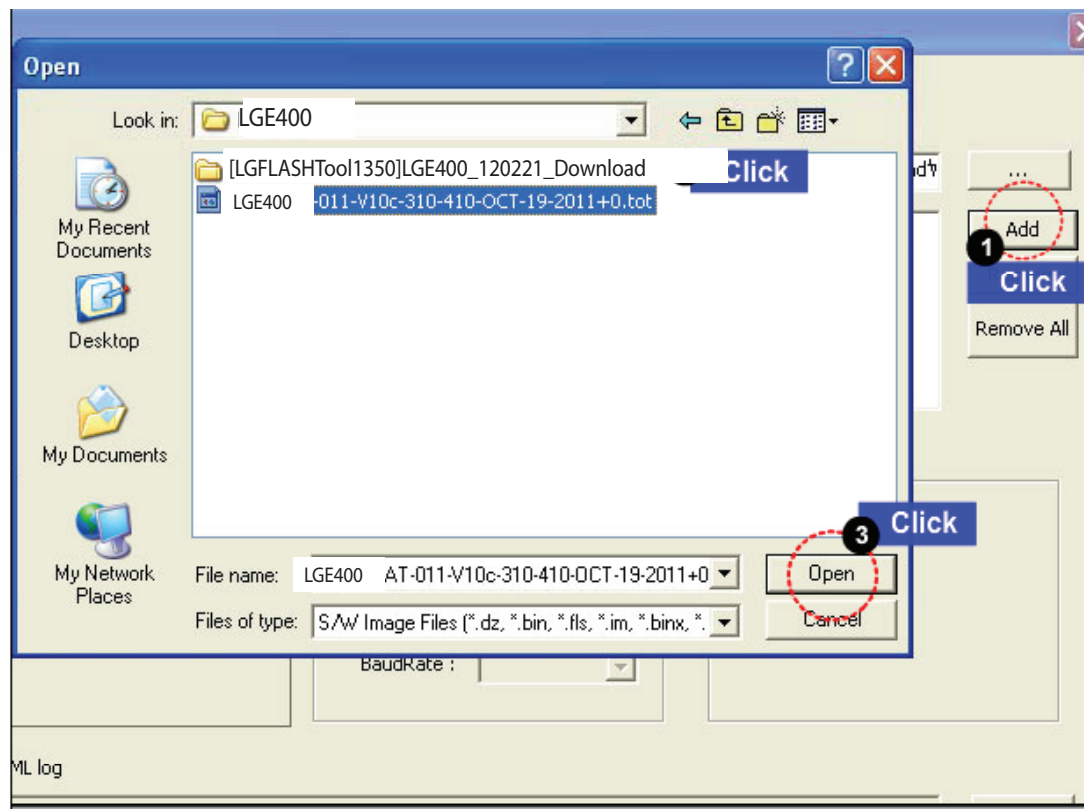 Open
Look in: LGE400
[LGFLASHTool1350]LGE400_120221_Download
Click
LGE400 -011-V10c-310-410-OCT-19-2011+0.tot
My Recent
Documents
Desktop
My Documents
My Network
Places
...
Add
1
Click
Remove All
3
Click
File name: LGE400 AT-011-V10c-310-410-OCT-19-2011+0
Open
Files of type: S/W Image Files (*.dz, *.bin, *.fls, *.im, *.binx, *.
Cancel
BaudRate :
ML log